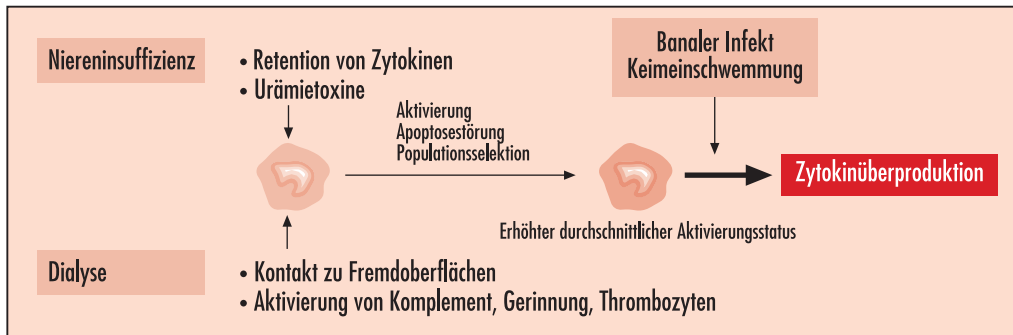 Niereninsuffizienz
• Retention von Zytokinen
• Urämietoxine
Banaler Infekt
Keimeinschwemmung
Aktivierung
Apoptosestörung
Populationsselektion
Zytokinüberproduktion
Erhöhter durchschnittlicher Aktivierungsstatus
Dialyse
• Kontakt zu Fremdoberflächen
• Aktivierung von Komplement, Gerinnung, Thrombozyten